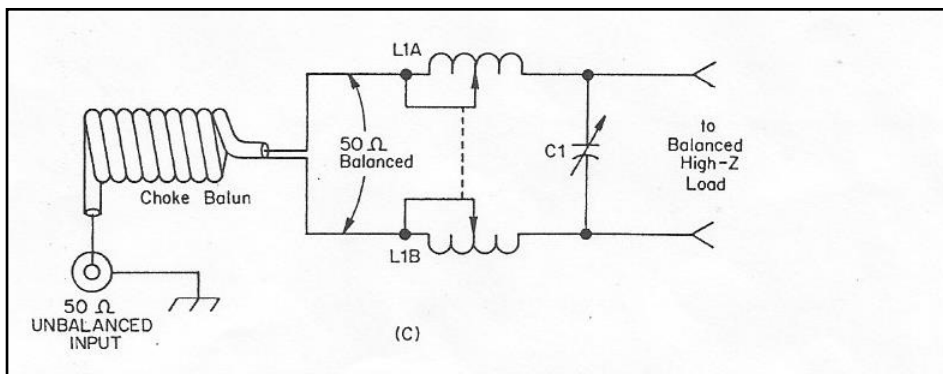 L1A
50 Ω
Balanced
C1
to
Balanced
High-Z
Load
Choke Balun
L1B
50 Ω
UNBALANCED
INPUT
(C)